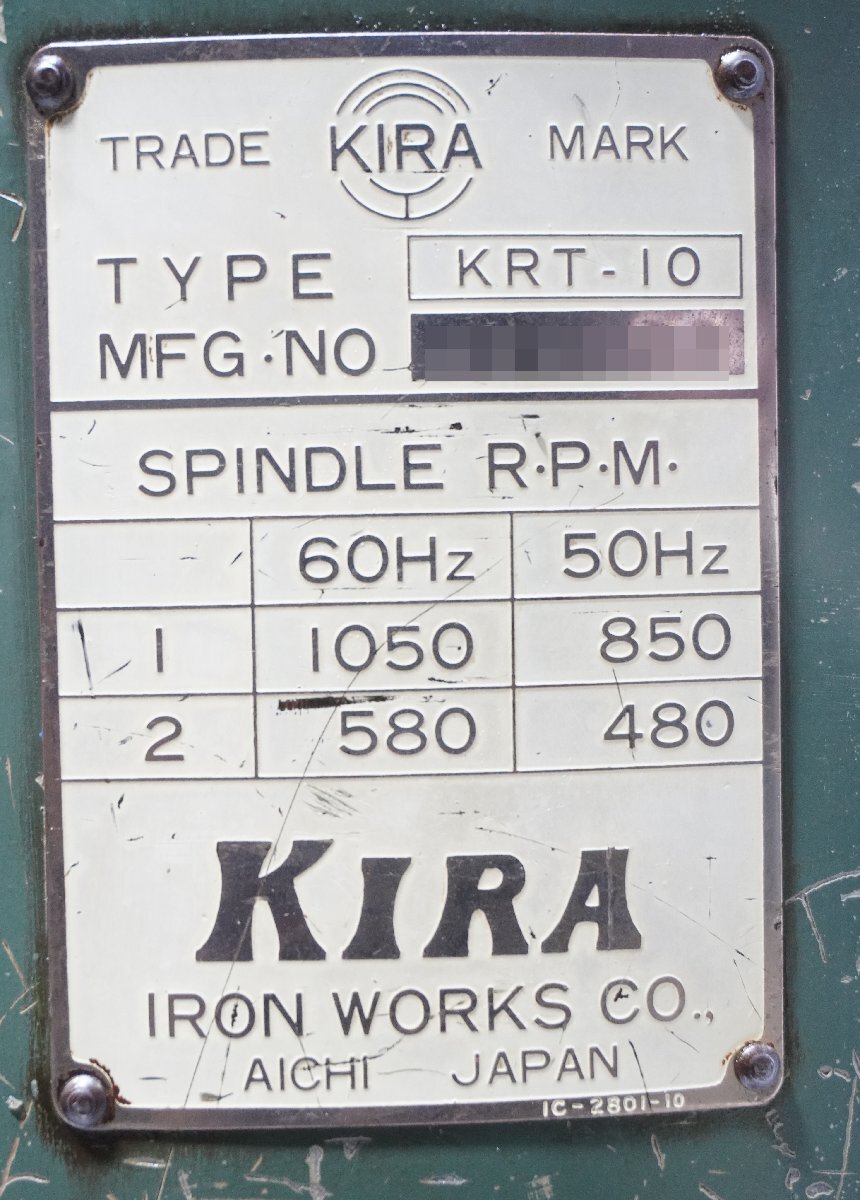 TRADE KIRA MARK
TYPE KRT-10
MFG·NO
SPINDLE R·P·M·
60Hz 50Hz
1 1050 850
2 580 480
KIRA
IRON WORKS CO.,
AICHI JAPAN
1C-2801-10